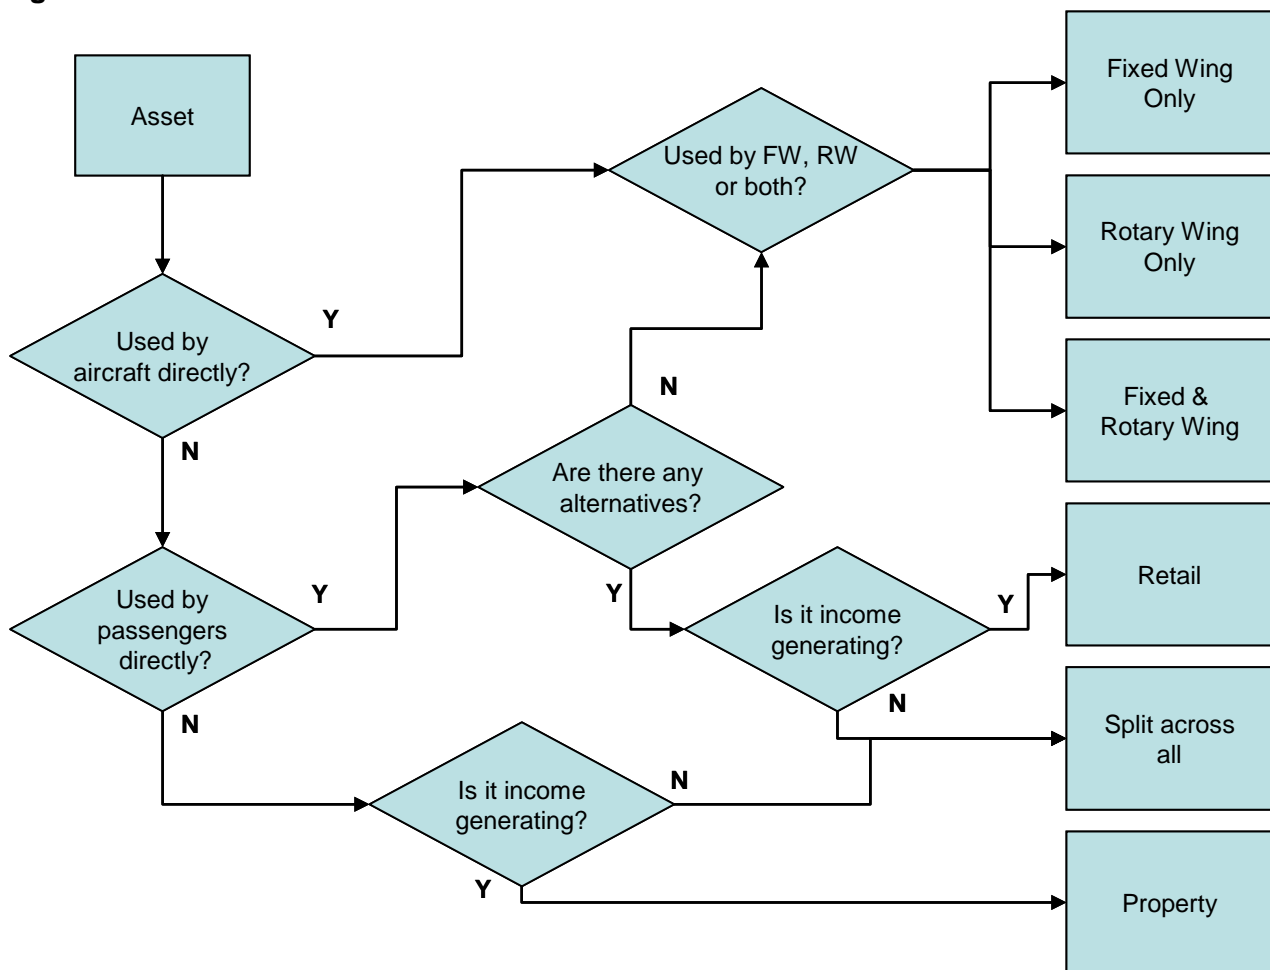 Asset
Fixed Wing
Only
Used by FW, RW
or both?
Rotary Wing
Only
Used by
aircraft directly?
Y
N
N
Fixed &
Rotary Wing
Are there any
alternatives?
Used by
passengers
directly?
Y
Y
Is it income
generating?
Y
Retail
N
N
Split across
all
Is it income
generating?
N
Y
Property